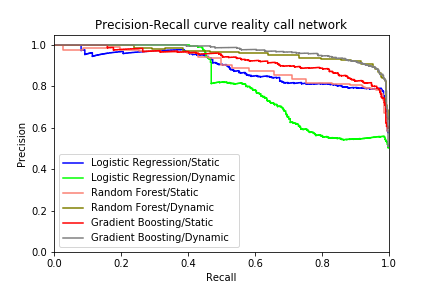 Precision-Recall curve reality call network
1.0
0.8
0.6
0.4
0.2
0.0
Precision
Logistic Regression/Static
Logistic Regression/Dynamic
Random Forest/Static
Random Forest/Dynamic
Gradient Boosting/Static
Gradient Boosting/Dynamic
0.0 0.2 0.4 0.6 0.8 1.0
Recall